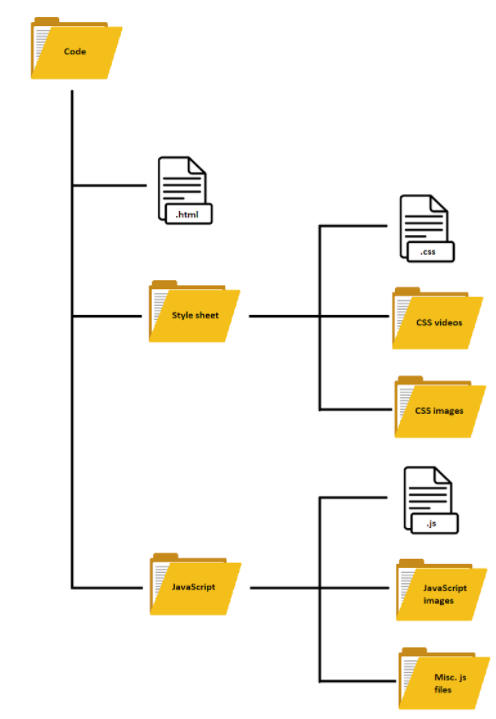 Code
.html
.css
Style sheet
CSS videos
CSS images
.js
JavaScript
JavaScript
images
Misc. js
files